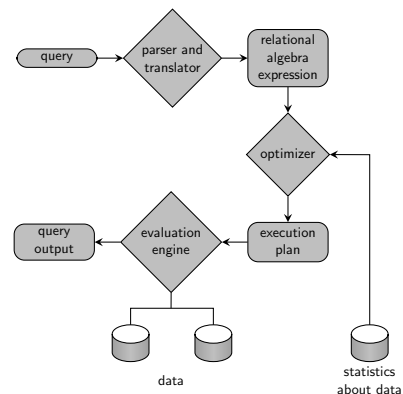 query
parser and
translator
relational
algebra
expression
optimizer
query
output
evaluation
engine
execution
plan
data
statistics
about data